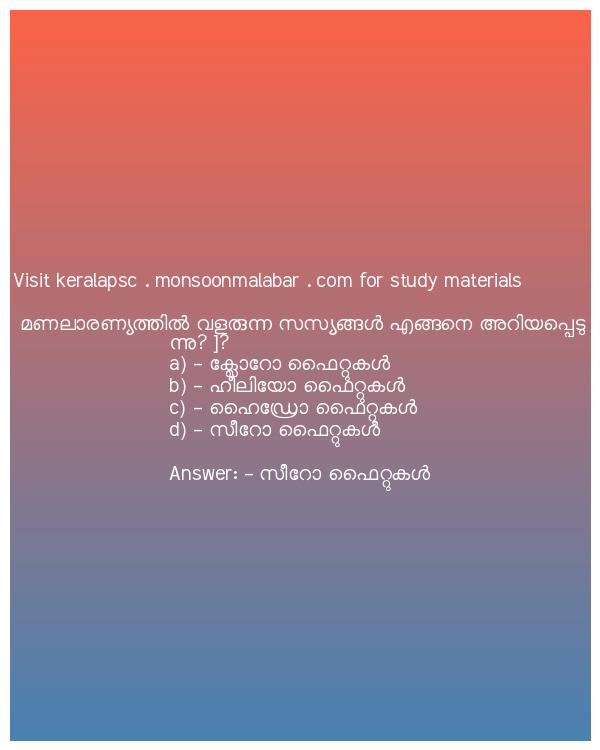 Visit keralapsc . monsoonmalabar . com for study materials
മണലാരണ്യത്തിൽ വളരുന്ന സസ്യങ്ങൾ എങ്ങനെ അറിയപ്പെടു
ന്നു? ]?
a) – ക്ലോറോ ഫൈറ്റുകൾ
b) – ഹീലിയോ ഫൈറ്റുകൾ
c) – ഹൈഡ്രോ ഫൈറ്റുകൾ
d) – സീറോ ഫൈറ്റുകൾ
Answer: – സീറോ ഫൈറ്റുകൾ